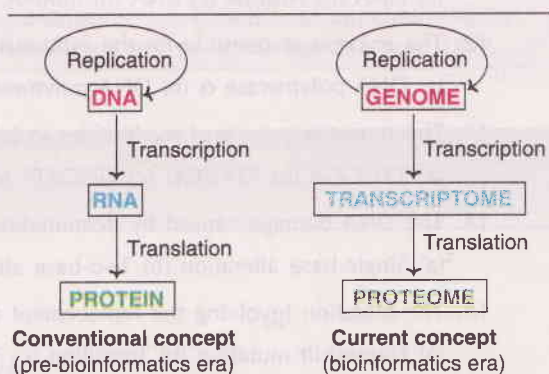 Replication
DNA
Transcription
RNA
Translation
PROTEIN
Conventional concept
(pre-bioinformatics era)
Replication
GENOME
Transcription
TRANSCRIPTOME
Translation
PROTEOME
Current concept
(bioinformatics era)